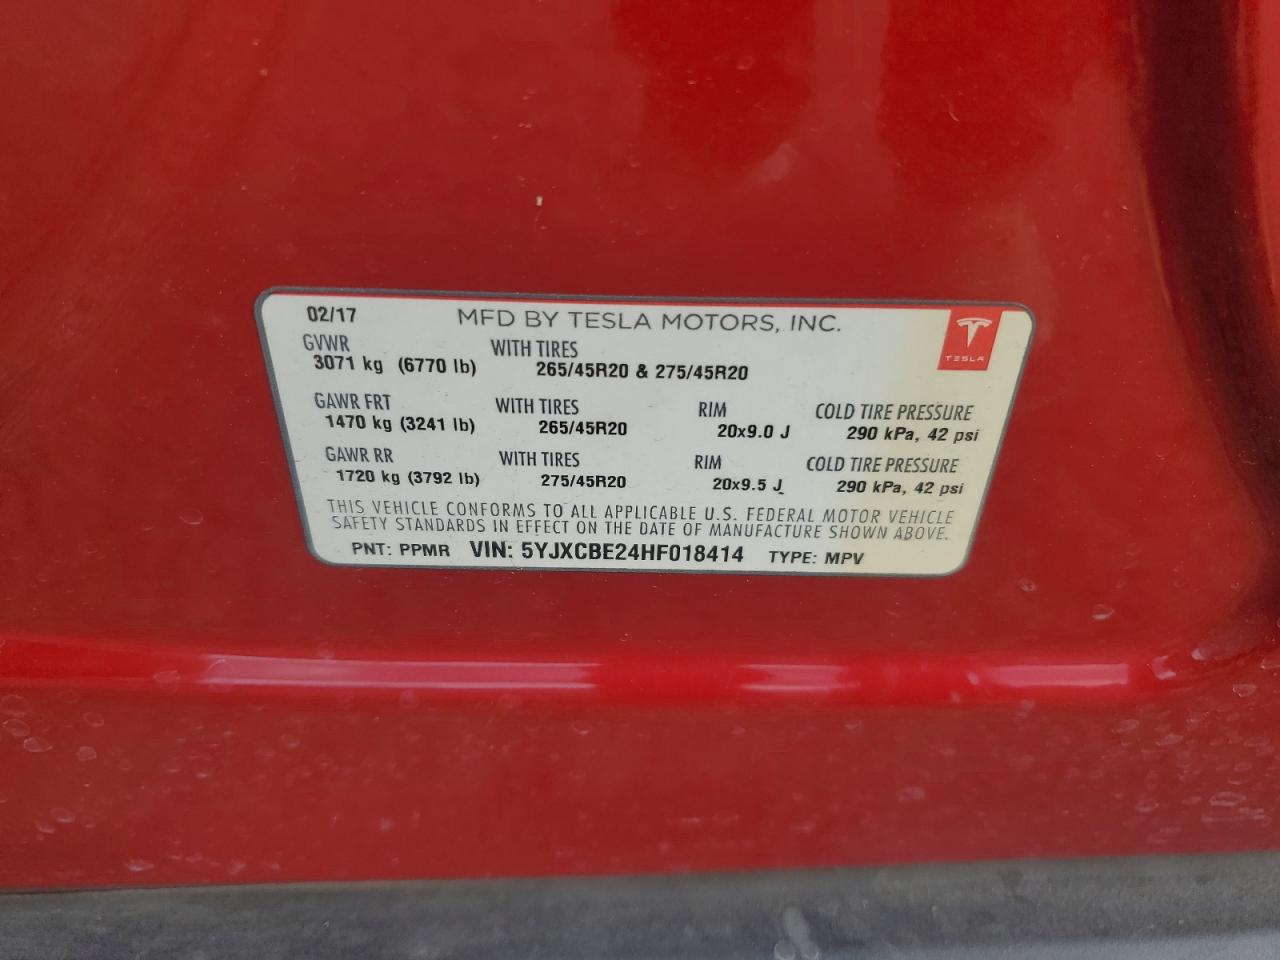 02/17 MFD BY TESLA MOTORS, INC.
TESLA
GVWR WITH TIRES
3071 kg (6770 lb) 265/45R20 & 275/45R20
GAWR FRT WITH TIRES RIM COLD TIRE PRESSURE
1470 kg (3241 lb) 265/45R20 20x9.0 J 290 kPa, 42 psi
GAWR RR WITH TIRES RIM COLD TIRE PRESSURE
1720 kg (3792 lb) 275/45R20 20x9.5 J 290 kPa, 42 psi
THIS VEHICLE CONFORMS TO ALL APPLICABLE U.S. FEDERAL MOTOR VEHICLE
SAFETY STANDARDS IN EFFECT ON THE DATE OF MANUFACTURE SHOWN ABOVE.
PNT: PPMR VIN: 5YJXCBE24HF018414 TYPE: MPV